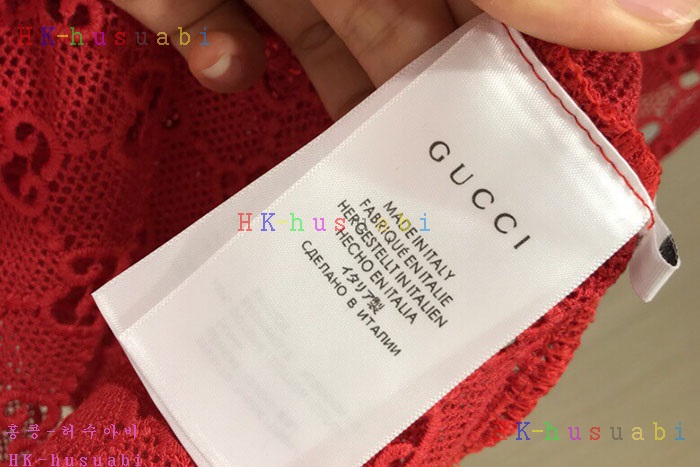 HK-husuabi
GUCCI
MADE IN ITALY
FABRIQUE EN ITALIE
HERGESTELLT IN ITALIEN
HECHO EN ITALIA
イタリア製
СДЕЛАНО В ИТАЛИИ
HK-husuabi
홍콩-허수아비
HK-husuabi
HK-husuabi